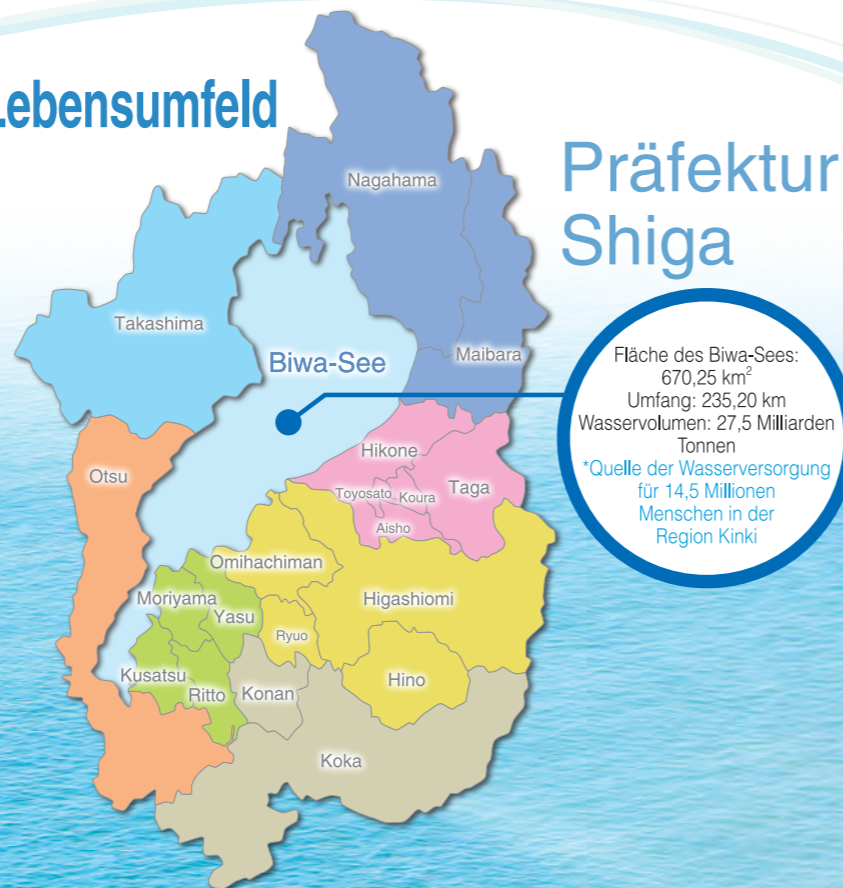 Lebensumfeld
Präfektur
Shiga
Nagahama
Takashima
Biwa-See
Maibara
Fläche des Biwa-Sees:
670,25 km²
Umfang: 235,20 km
Wasservolumen: 27,5 Milliarden
Tonnen
*Quelle der Wasserversorgung
für 14,5 Millionen
Menschen in der
Region Kinki
Otsu
Hikone
Toyosato
Koura
Taga
Aisho
Omihachiman
Moriyama
Yasu
Higashiomi
Ryuo
Kusatsu
Ritto
Konan
Hino
Koka